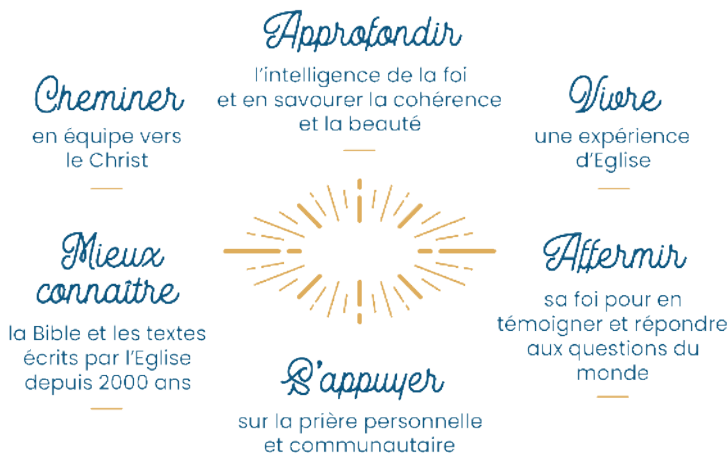 Approfondir
l'intelligence de la foi
et en savourer la cohérence
et la beauté
Cheminer
en équipe vers
le Christ
Vivre
une expérience
d'Eglise
Mieux
connaître
la Bible et les textes
écrits par l'Eglise
depuis 2000 ans
Affermir
sa foi pour en
témoigner et répondre
aux questions du
monde
S'appuyer
sur la prière personnelle
et communautaire